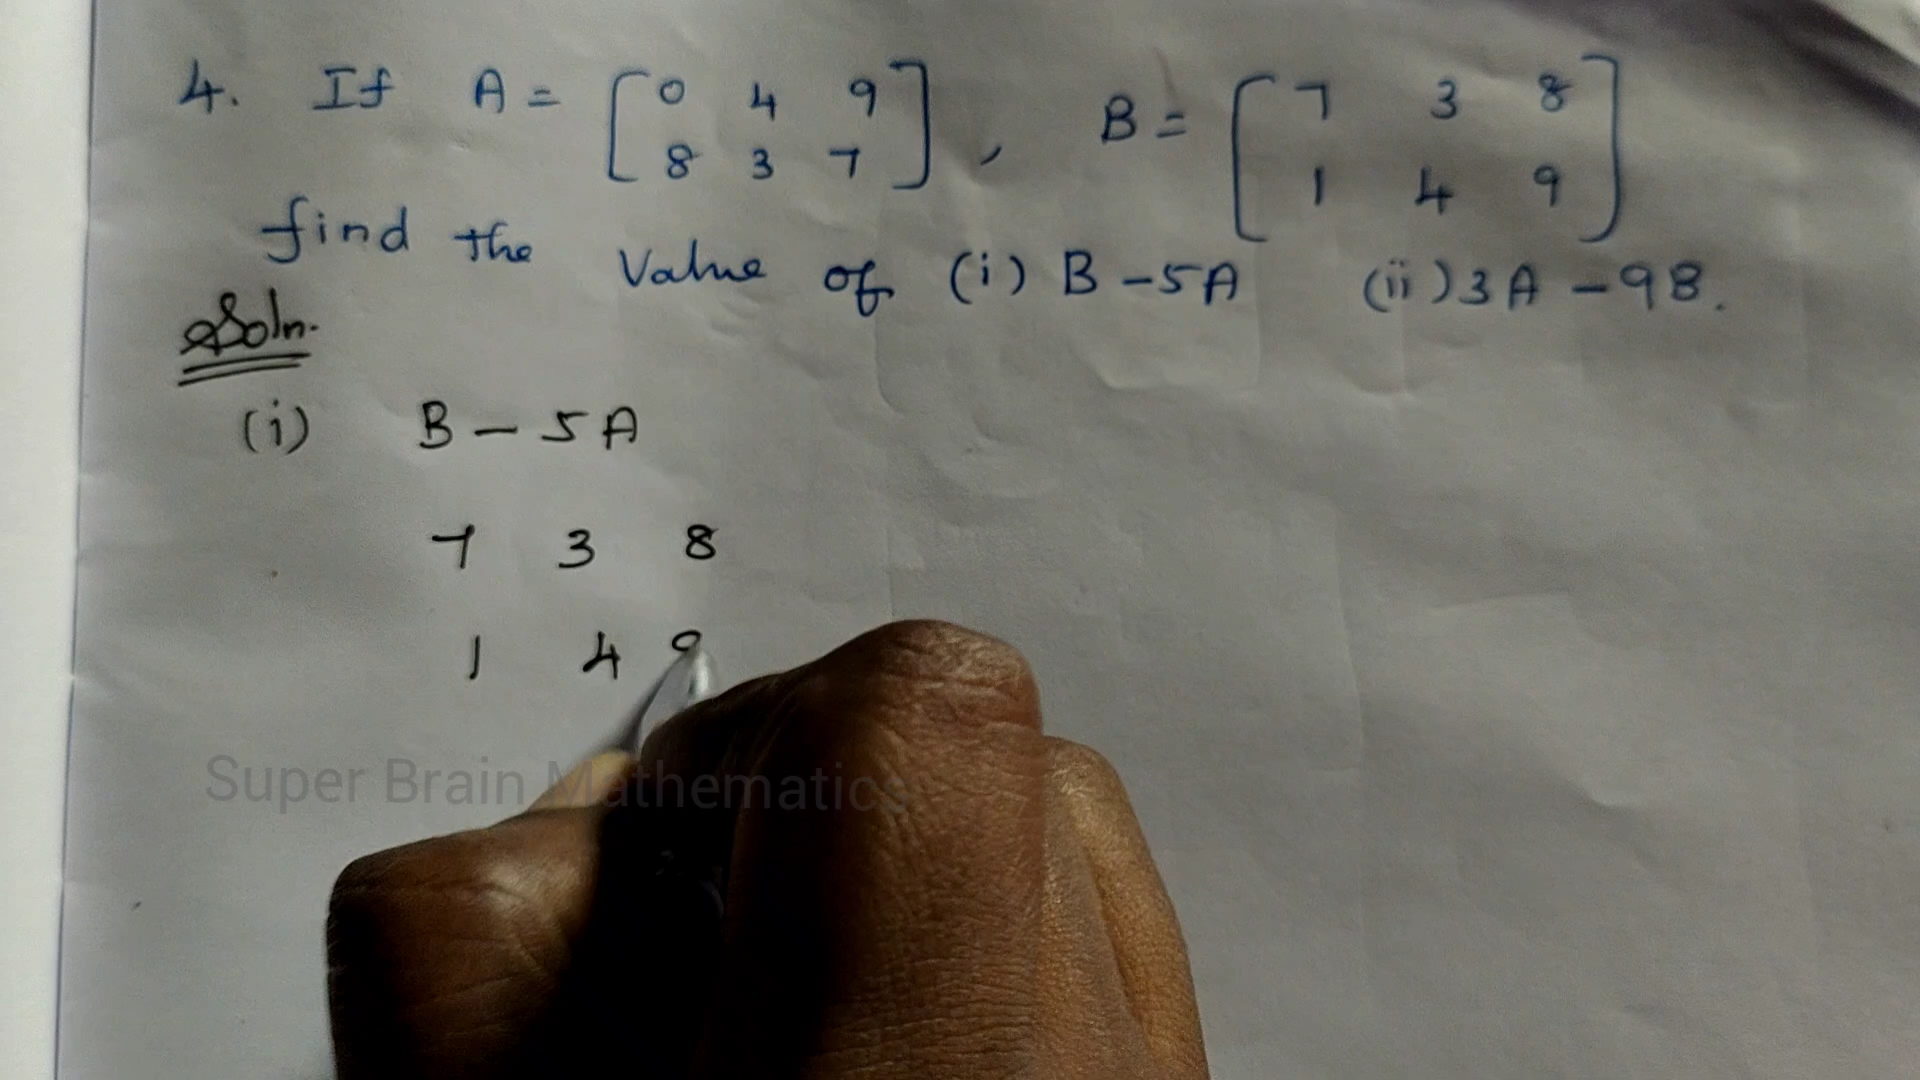 4. If A = [0 4 9
8 3 7], B = [7 3 8
1 4 9]
find the Value of (i) B - 5A (ii) 3A - 9B.
Soln.
(i) B - 5A
7 3 8
1 4 9
Super Brain Mathematics